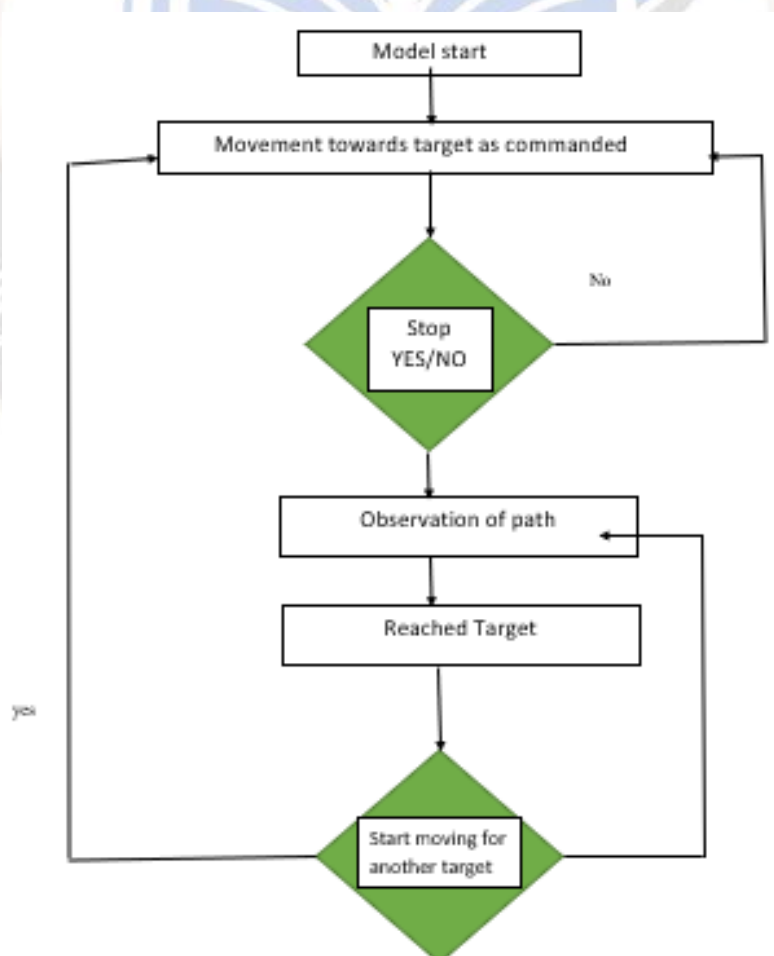 Model start
Movement towards target as commanded
No
Stop
YES/NO
Observation of path
Reached Target
yes
Start moving for
another target